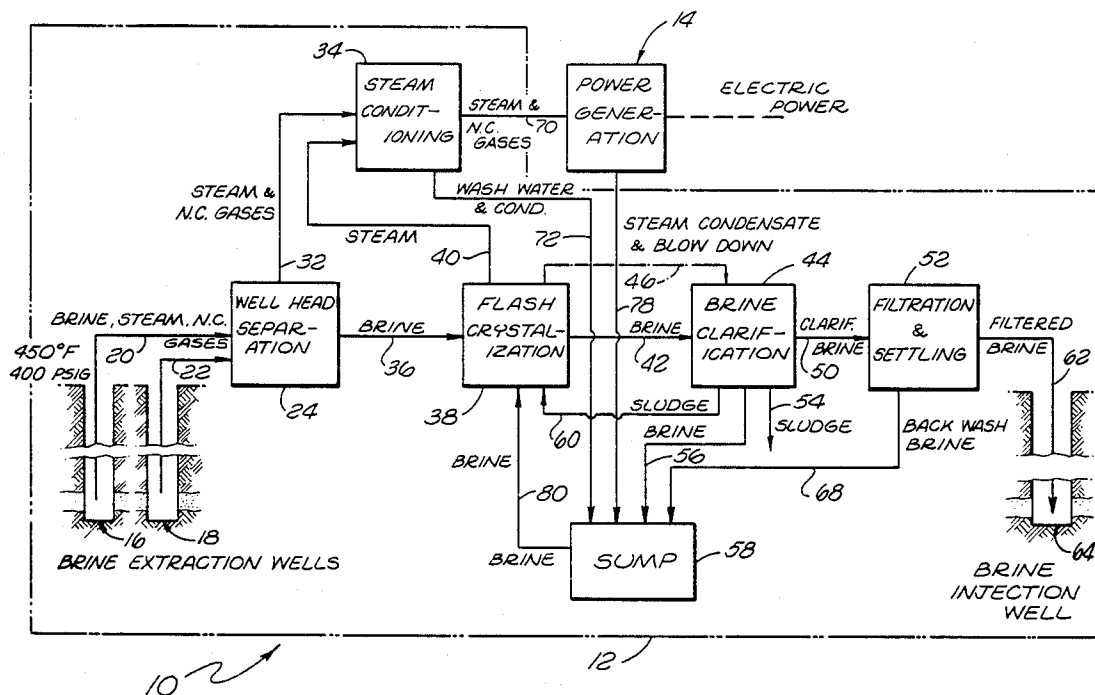 34
STEAM
CONDIT-
IONING
STEAM &
70
N.C.
GASES
14
POWER
GENER-
ATION
ELECTRIC
POWER
WASH WATER
& COND.
STEAM &
N.C. GASES
STEAM
32
40
72
STEAM CONDENSATE
& BLOW DOWN
46
78
44
52
WELL HEAD
SEPAR-
ATION
24
FLASH
CRYSTAL-
IZATION
38
BRINE
CLARIF-
ICATION
FILTRATION
&
SETTLING
BRINE, STEAM, N.C.
GASES
20
22
450°F
400 PSIG
BRINE
36
BRINE
42
CLARIF.
BRINE
50
FILTERED
BRINE
62
SLUDGE
60
BRINE
56
54
SLUDGE
BACK WASH
BRINE
68
BRINE
80
BRINE
SUMP
58
16
18
BRINE EXTRACTION WELLS
64
BRINE
INJECTION
WELL
10
12